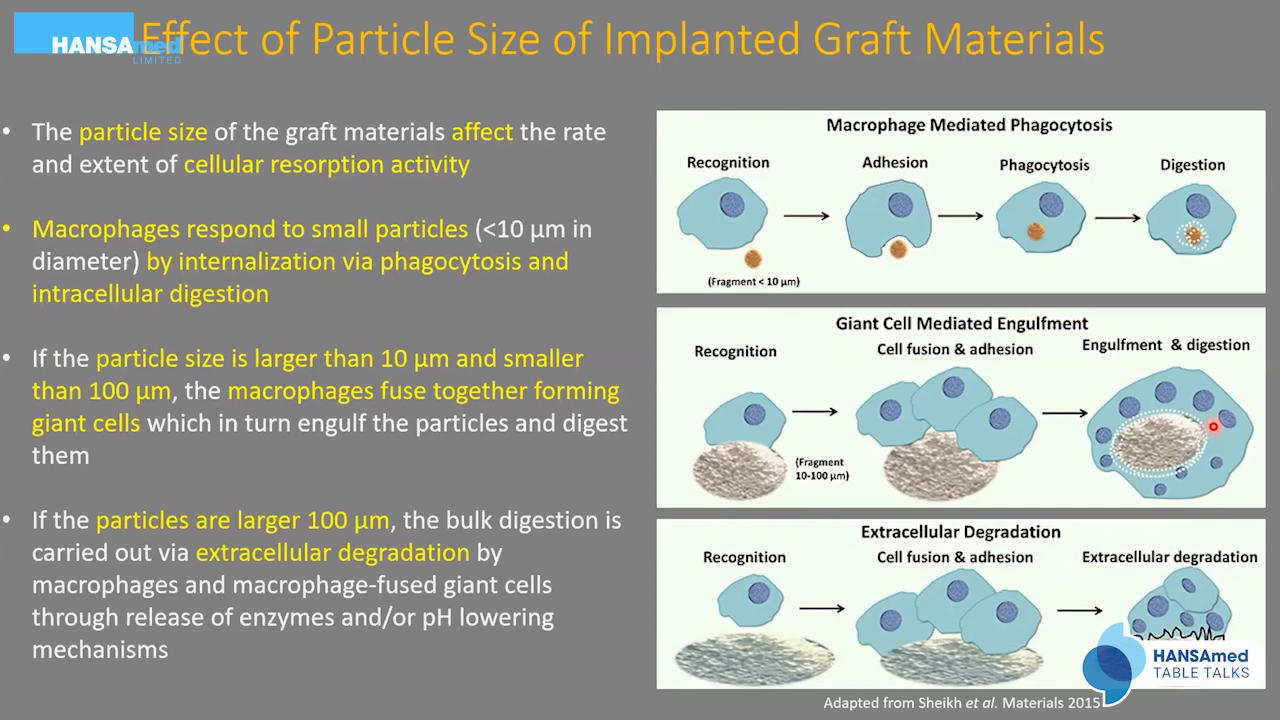 HANSAmed
LIMITED
Effect of Particle Size of Implanted Graft Materials
• The particle size of the graft materials affect the rate
and extent of cellular resorption activity
• Macrophages respond to small particles (<10 µm in
diameter) by internalization via phagocytosis and
intracellular digestion
• If the particle size is larger than 10 µm and smaller
than 100 µm, the macrophages fuse together forming
giant cells which in turn engulf the particles and digest
them
• If the particles are larger 100 µm, the bulk digestion is
carried out via extracellular degradation by
macrophages and macrophage-fused giant cells
through release of enzymes and/or pH lowering
mechanisms
Macrophage Mediated Phagocytosis
Recognition
Adhesion
Phagocytosis
Digestion
(Fragment < 10 µm)
Giant Cell Mediated Engulfment
Recognition
Cell fusion & adhesion
Engulfment & digestion
(Fragment
10-100 µm)
Extracellular Degradation
Recognition
Cell fusion & adhesion
Extracellular degradation
HANSAmed
TABLE TALKS
Adapted from Sheikh et al. Materials 2015